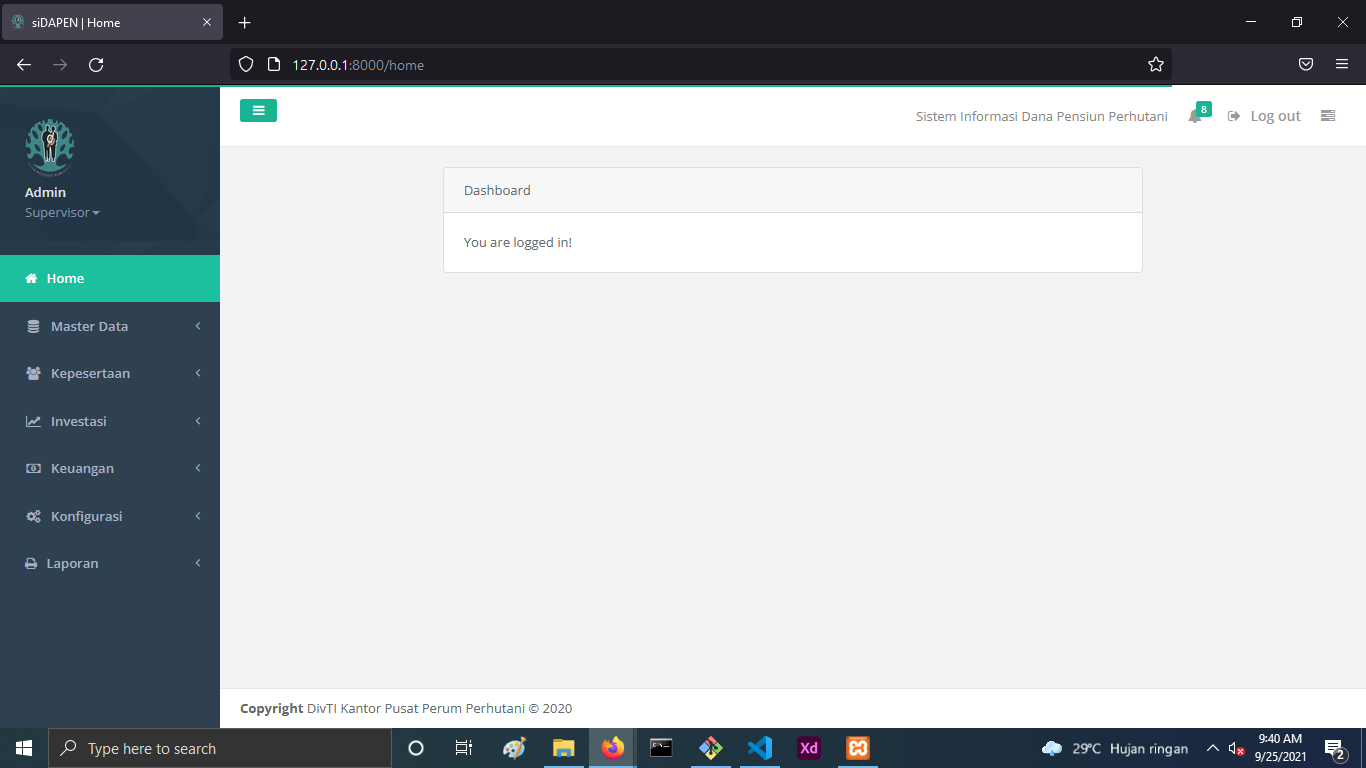 siDAPEN | Home
127.0.0.1:8000/home
Sistem Informasi Dana Pensiun Perhutani
8
Log out
Admin
Supervisor
Dashboard
You are logged in!
Home
Master Data
Kepesertaan
Investasi
Keuangan
Konfigurasi
Laporan
Copyright DivTI Kantor Pusat Perum Perhutani © 2020
Type here to search
Xd
29°C Hujan ringan
9:40 AM
9/25/2021
2